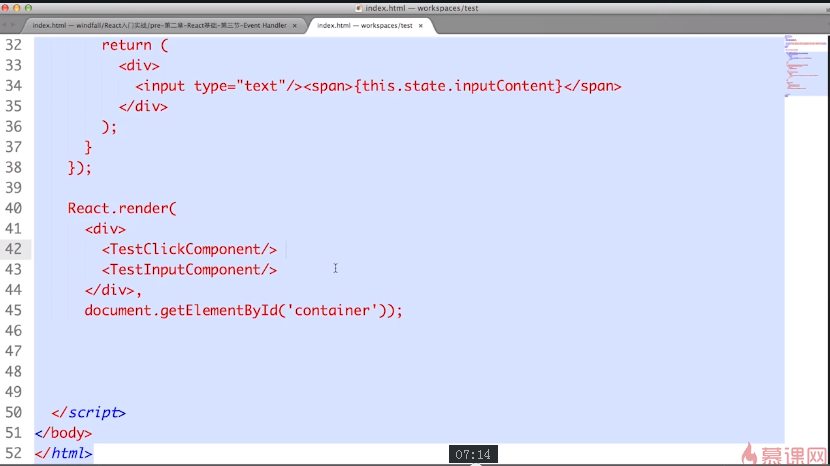 index.html — workspaces/test
index.html — windfall/React入门实战/pre-第二章-React基础-第三节-Event Handler × index.html — workspaces/test ×
32 return (
33 <div>
34 <input type="text"/><span>{this.state.inputContent}</span>
35 </div>
36 );
37 }
38 });
39
40 React.render(
41 <div>
42 <TestClickComponent/>
43 <TestInputComponent/>
44 </div>,
45 document.getElementById('container'));
46
47
48
49
50 </script>
51 </body>
52 </html>
07:14
慕课网